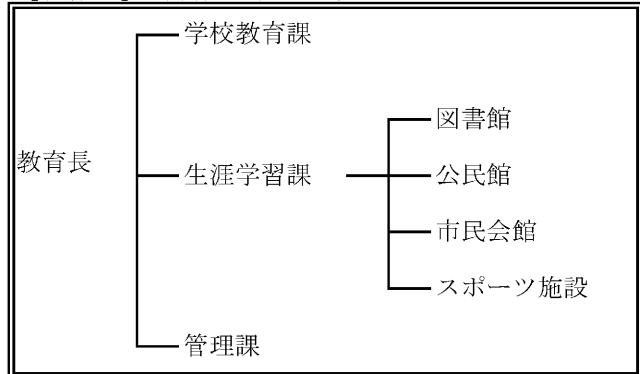 学校教育課
図書館
教育長
生涯学習課
公民館
市民会館
スポーツ施設
管理課